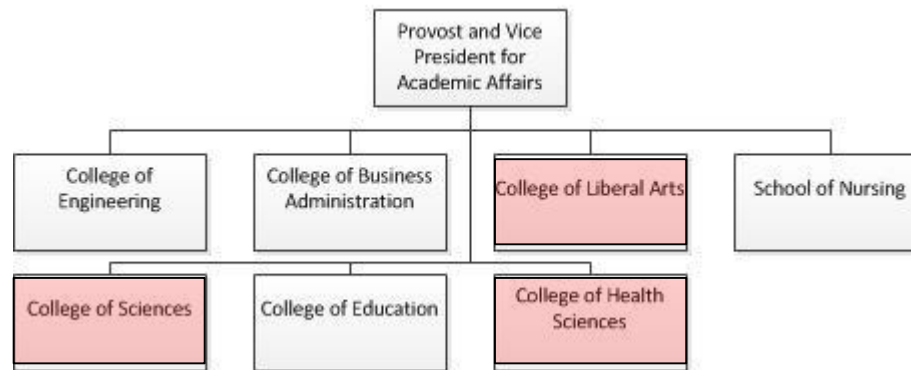 Provost and Vice
President for
Academic Affairs
College of
Engineering
College of Business
Administration
College of Liberal Arts
School of Nursing
College of Sciences
College of Education
College of Health
Sciences